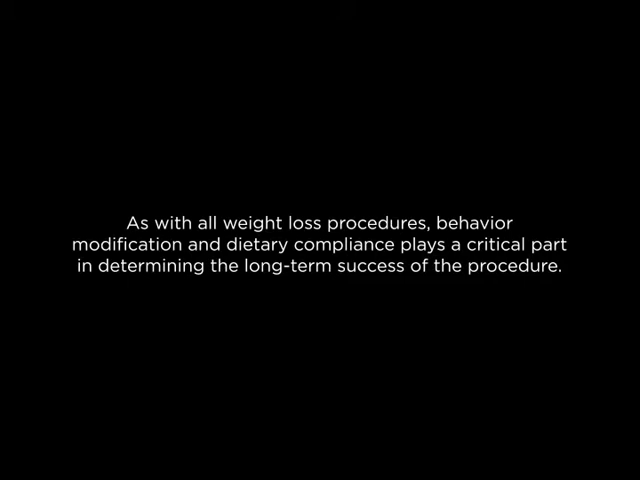 As with all weight loss procedures, behavior
modification and dietary compliance plays a critical part
in determining the long-term success of the procedure.